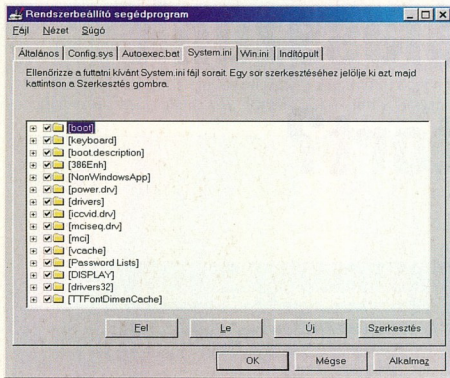 Rendszerbeállító segédprogram
Fájl Nézet Súgó
Általános Config.sys Autoexec.bat System.ini Win.ini Indítópult
Ellenőrizze a futtatni kívánt System.ini fájl sorait. Egy sor szerkesztéséhez jelölje ki azt, majd
kattintson a Szerkesztés gombra.
[boot]
[keyboard]
[boot.description]
[386Enh]
[NonWindowsApp]
[power.drv]
[drivers]
[iccvid.drv]
[mciseq.drv]
[mci]
[vcache]
[Password Lists]
[DISPLAY]
[drivers32]
[TTFontDimenCache]
Fel Le Új Szerkesztés
OK Mégse Alkalmaz